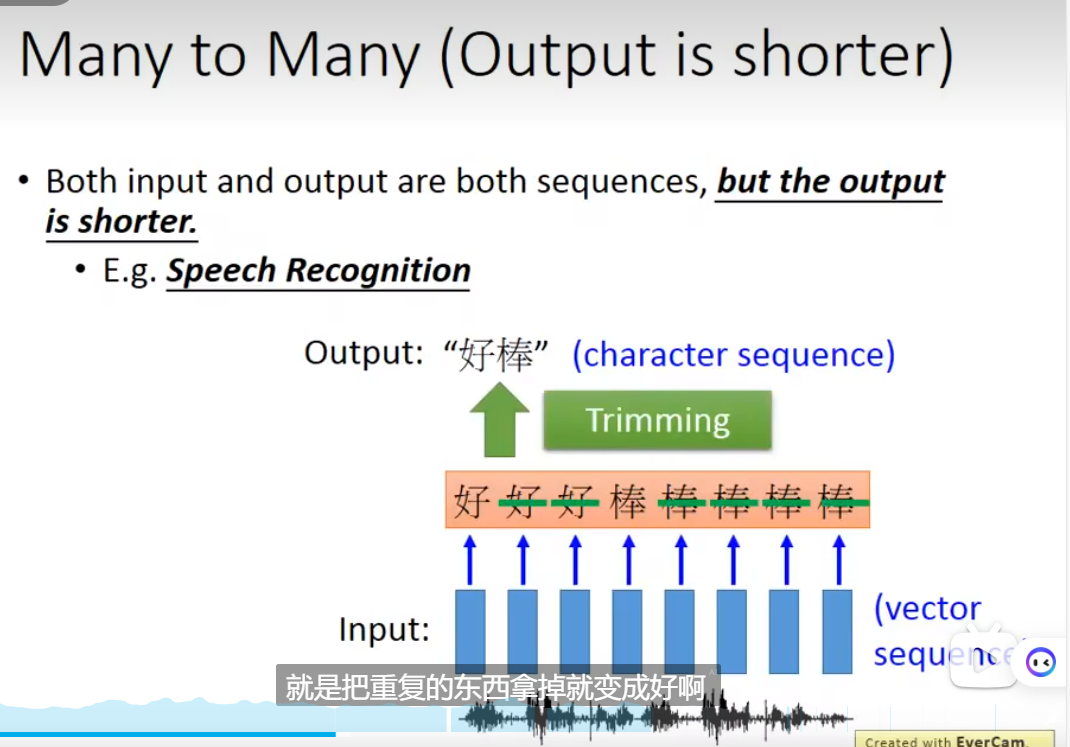 Many to Many (Output is shorter)
• Both input and output are both sequences, but the output
is shorter.
• E.g. Speech Recognition
Output: “好棒” (character sequence)
Trimming
好 好 好 棒 棒 棒 棒 棒
Input:
(vector
sequence
就是把重复的东西拿掉就变成好啊
Created with EverCam.